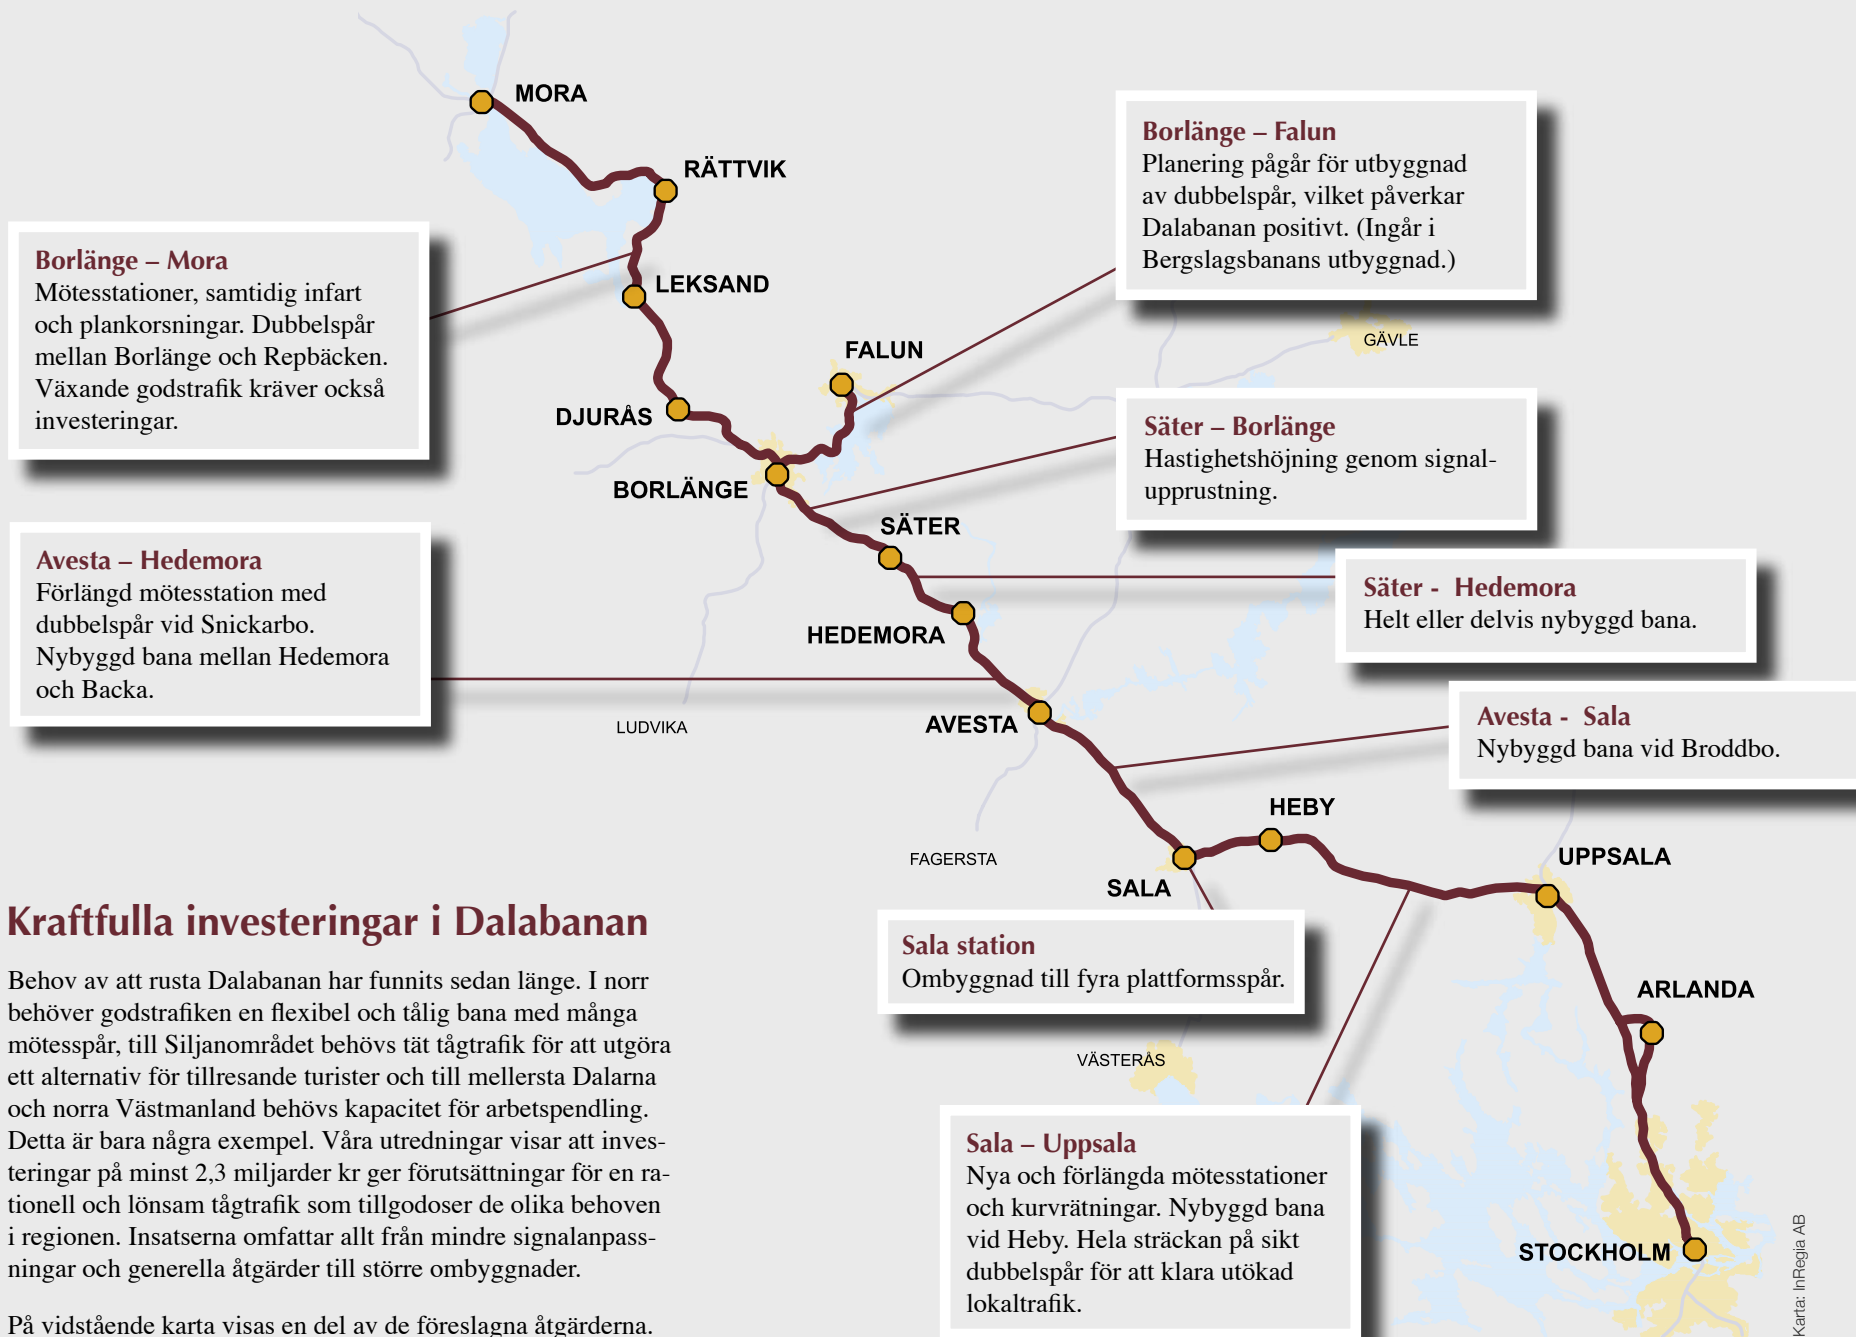 MORA
RÄTTVIK
LEKSAND
FALUN
DJURÅS
BORLÄNGE
SÄTER
HEDEMORA
AVESTA
SALA
HEBY
UPPSALA
ARLANDA
STOCKHOLM
GÄVLE
LUDVIKA
FAGERSTA
VÄSTERÅS
Borlänge – Falun
Planering pågår för utbyggnad
av dubbelspår, vilket påverkar
Dalabanan positivt. (Ingår i
Bergslagsbanans utbyggnad.)
Borlänge – Mora
Mötesstationer, samtidig infart
och plankorsningar. Dubbelspår
mellan Borlänge och Repbäcken.
Växande godstrafik kräver också
investeringar.
Säter – Borlänge
Hastighetshöjning genom signal-
upprustning.
Avesta – Hedemora
Förlängd mötesstation med
dubbelspår vid Snickarbo.
Nybyggd bana mellan Hedemora
och Backa.
Säter - Hedemora
Helt eller delvis nybyggd bana.
Avesta - Sala
Nybyggd bana vid Broddbo.
Sala station
Ombyggnad till fyra plattformsspår.
Sala – Uppsala
Nya och förlängda mötesstationer
och kurvrätningar. Nybyggd bana
vid Heby. Hela sträckan på sikt
dubbelspår för att klara utökad
lokaltrafik.
Kraftfulla investeringar i Dalabanan
Behov av att rusta Dalabanan har funnits sedan länge. I norr
behöver godstrafiken en flexibel och tålig bana med många
mötesspår, till Siljanområdet behövs tät tågtrafik för att utgöra
ett alternativ för tillresande turister och till mellersta Dalarna
och norra Västmanland behövs kapacitet för arbetspendling.
Detta är bara några exempel. Våra utredningar visar att inves-
teringar på minst 2,3 miljarder kr ger förutsättningar för en ra-
tionell och lönsam tågtrafik som tillgodoser de olika behoven
i regionen. Insatserna omfattar allt från mindre signalanpass-
ningar och generella åtgärder till större ombyggnader.
På vidstående karta visas en del av de föreslagna åtgärderna.
Karta: InRegia AB